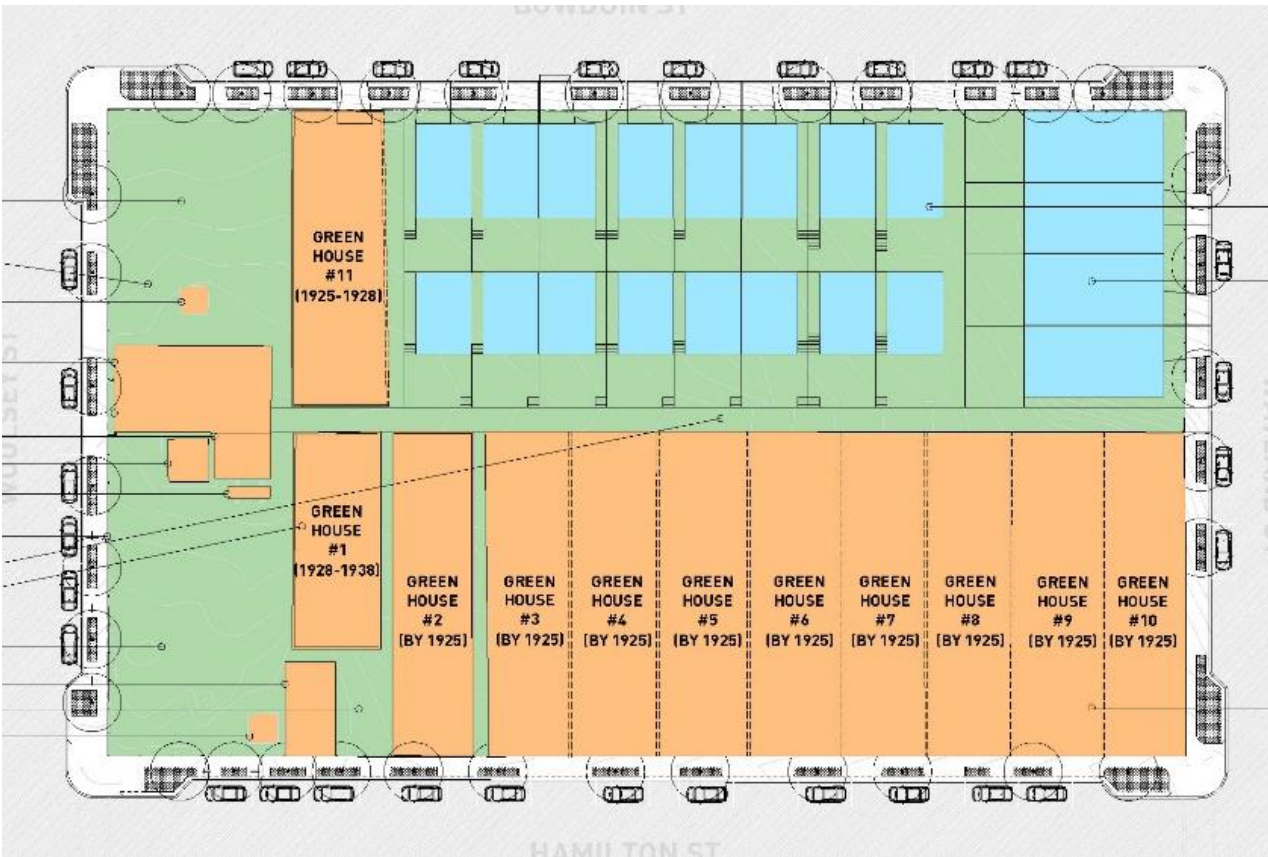 BOWDOIN ST
GREEN
HOUSE
#11
(1925-1928)
WOOLSEY ST
GREEN
HOUSE
#1
(1928-1938)
GREEN
HOUSE
#2
(BY 1925)
GREEN
HOUSE
#3
(BY 1925)
GREEN
HOUSE
#4
(BY 1925)
GREEN
HOUSE
#5
(BY 1925)
GREEN
HOUSE
#6
(BY 1925)
GREEN
HOUSE
#7
(BY 1925)
GREEN
HOUSE
#8
(BY 1925)
GREEN
HOUSE
#9
(BY 1925)
GREEN
HOUSE
#10
(BY 1925)
HAMILTON ST